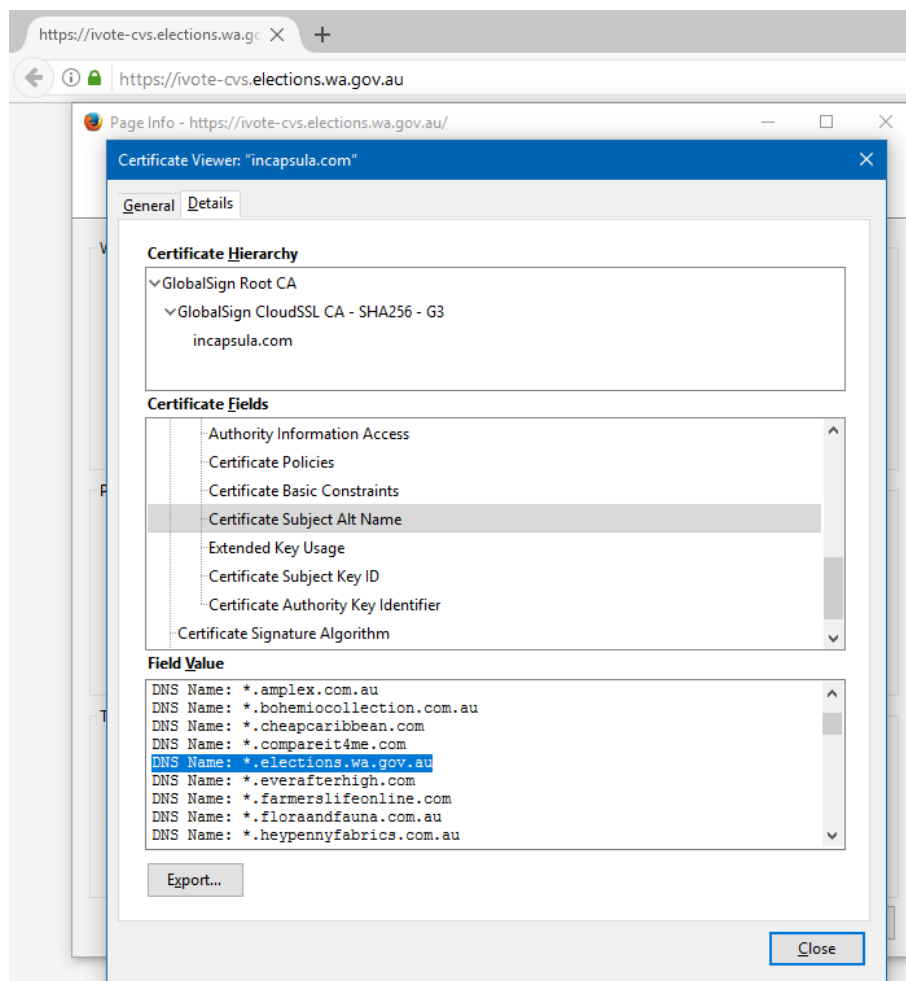 https://ivote-cvs.elections.wa.go
https://ivote-cvs.elections.wa.gov.au
Page Info - https://ivote-cvs.elections.wa.gov.au/
Certificate Viewer: “incapsula.com”
General Details
Certificate Hierarchy
GlobalSign Root CA
GlobalSign CloudSSL CA - SHA256 - G3
incapsula.com
Certificate Fields
Authority Information Access
Certificate Policies
Certificate Basic Constraints
Certificate Subject Alt Name
Extended Key Usage
Certificate Subject Key ID
Certificate Authority Key Identifier
Certificate Signature Algorithm
Field Value
DNS Name: *.amplex.com.au
DNS Name: *.bohemiocollection.com.au
DNS Name: *.cheapcaribbean.com
DNS Name: *.compareit4me.com
DNS Name: *.elections.wa.gov.au
DNS Name: *.everafterhigh.com
DNS Name: *.farmerslifeonline.com
DNS Name: *.floraandfauna.com.au
DNS Name: *.heypennyfabrics.com.au
Export...
Close